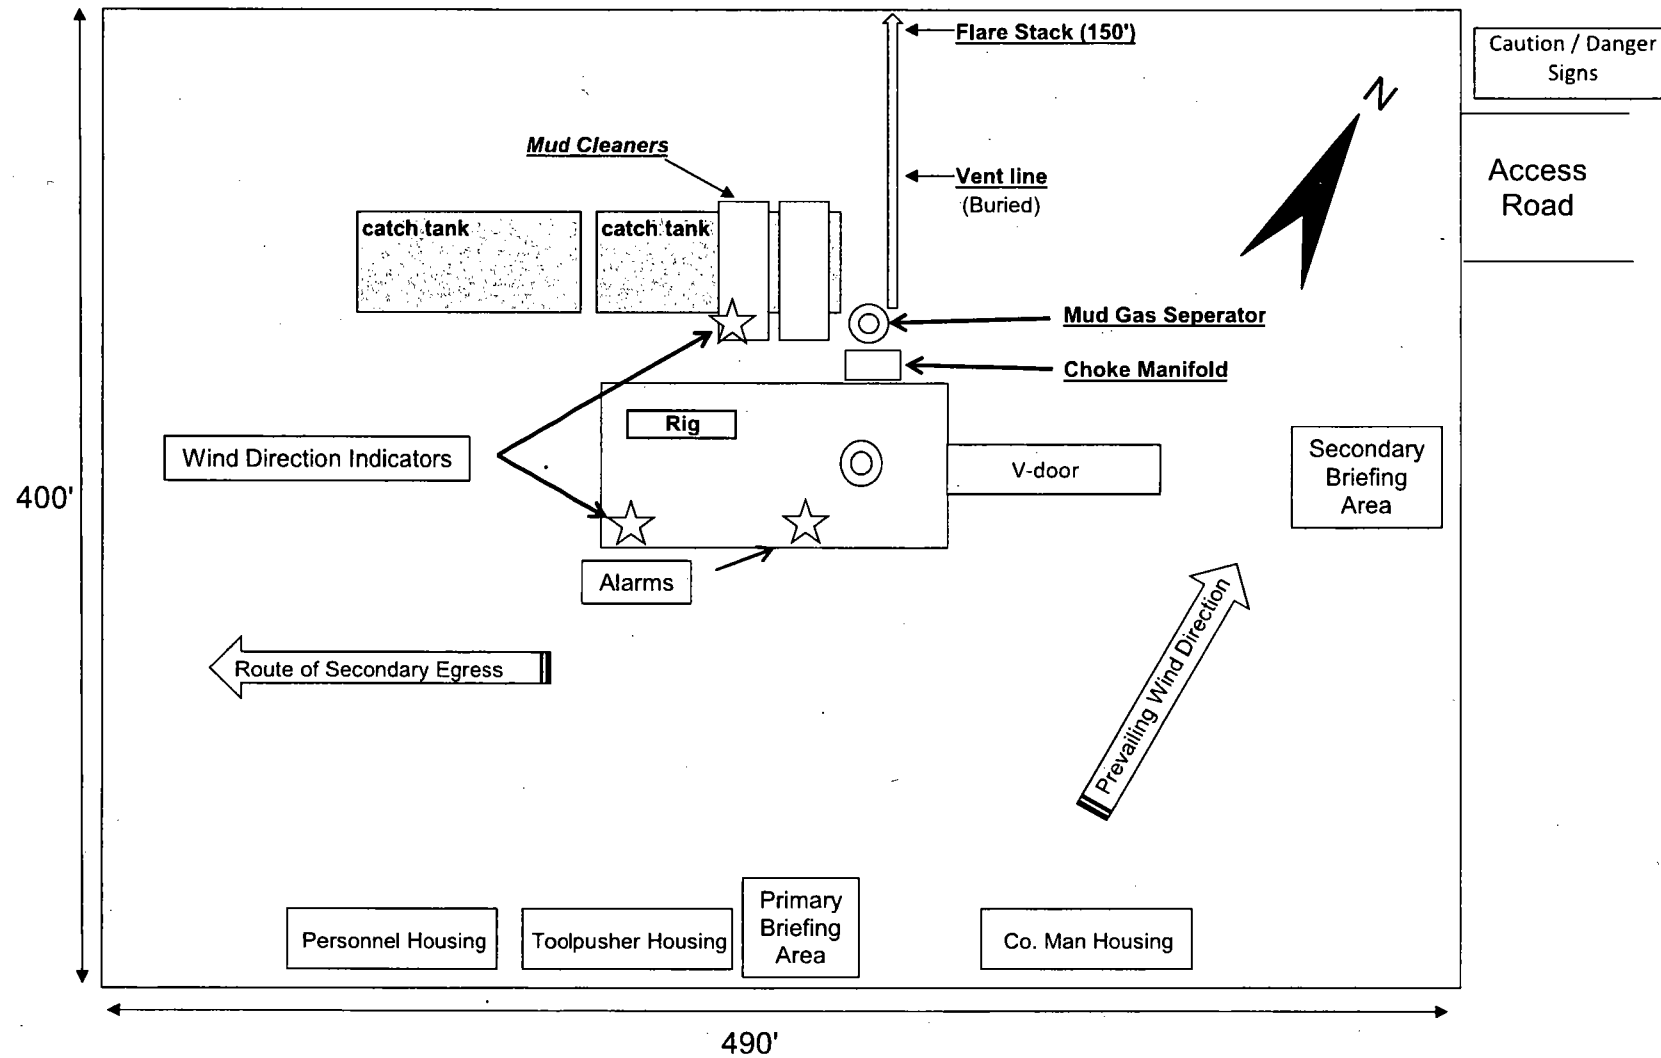 Flare Stack (150')
Caution / Danger
Signs
N
Mud Cleaners
Vent line
(Buried)
Access
Road
catch tank
catch tank
Mud Gas Seperator
Choke Manifold
Rig
Wind Direction Indicators
V-door
Secondary
Briefing
Area
400'
Alarms
Prevailing Wind Direction
Route of Secondary Egress
Personnel Housing
Toolpusher Housing
Primary
Briefing
Area
Co. Man Housing
490'